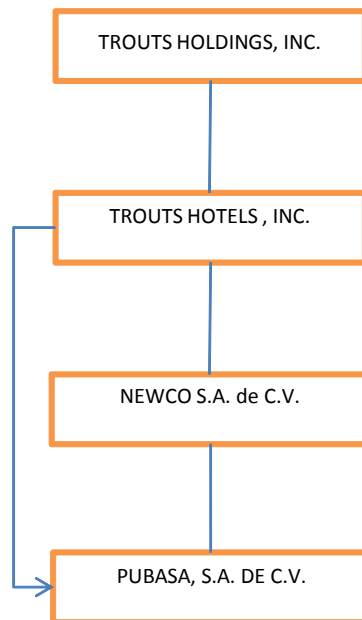 TROUTS HOLDINGS, INC.
TROUTS HOTELS , INC.
NEWCO S.A. de C.V.
PUBASA, S.A. DE C.V.